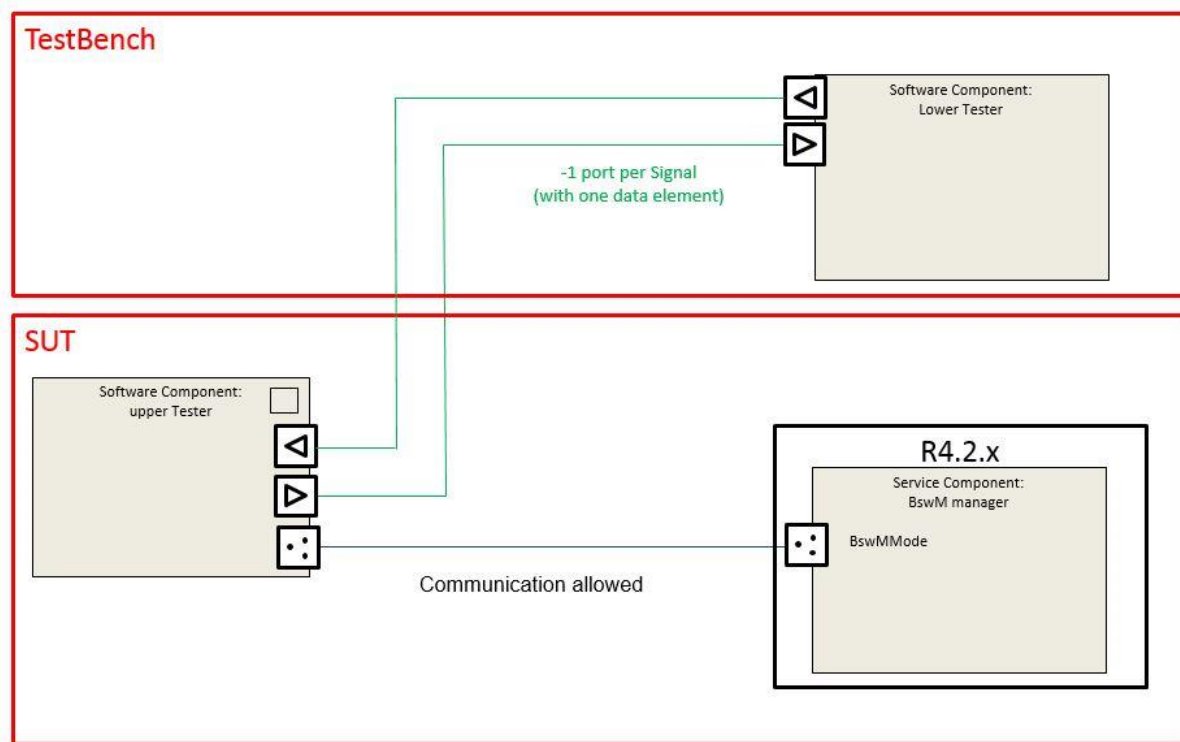 TestBench
Software Component:
Lower Tester
-1 port per Signal
(with one data element)
SUT
Software Component:
upper Tester
R4.2.x
Service Component:
BswM manager
BswMMode
Communication allowed